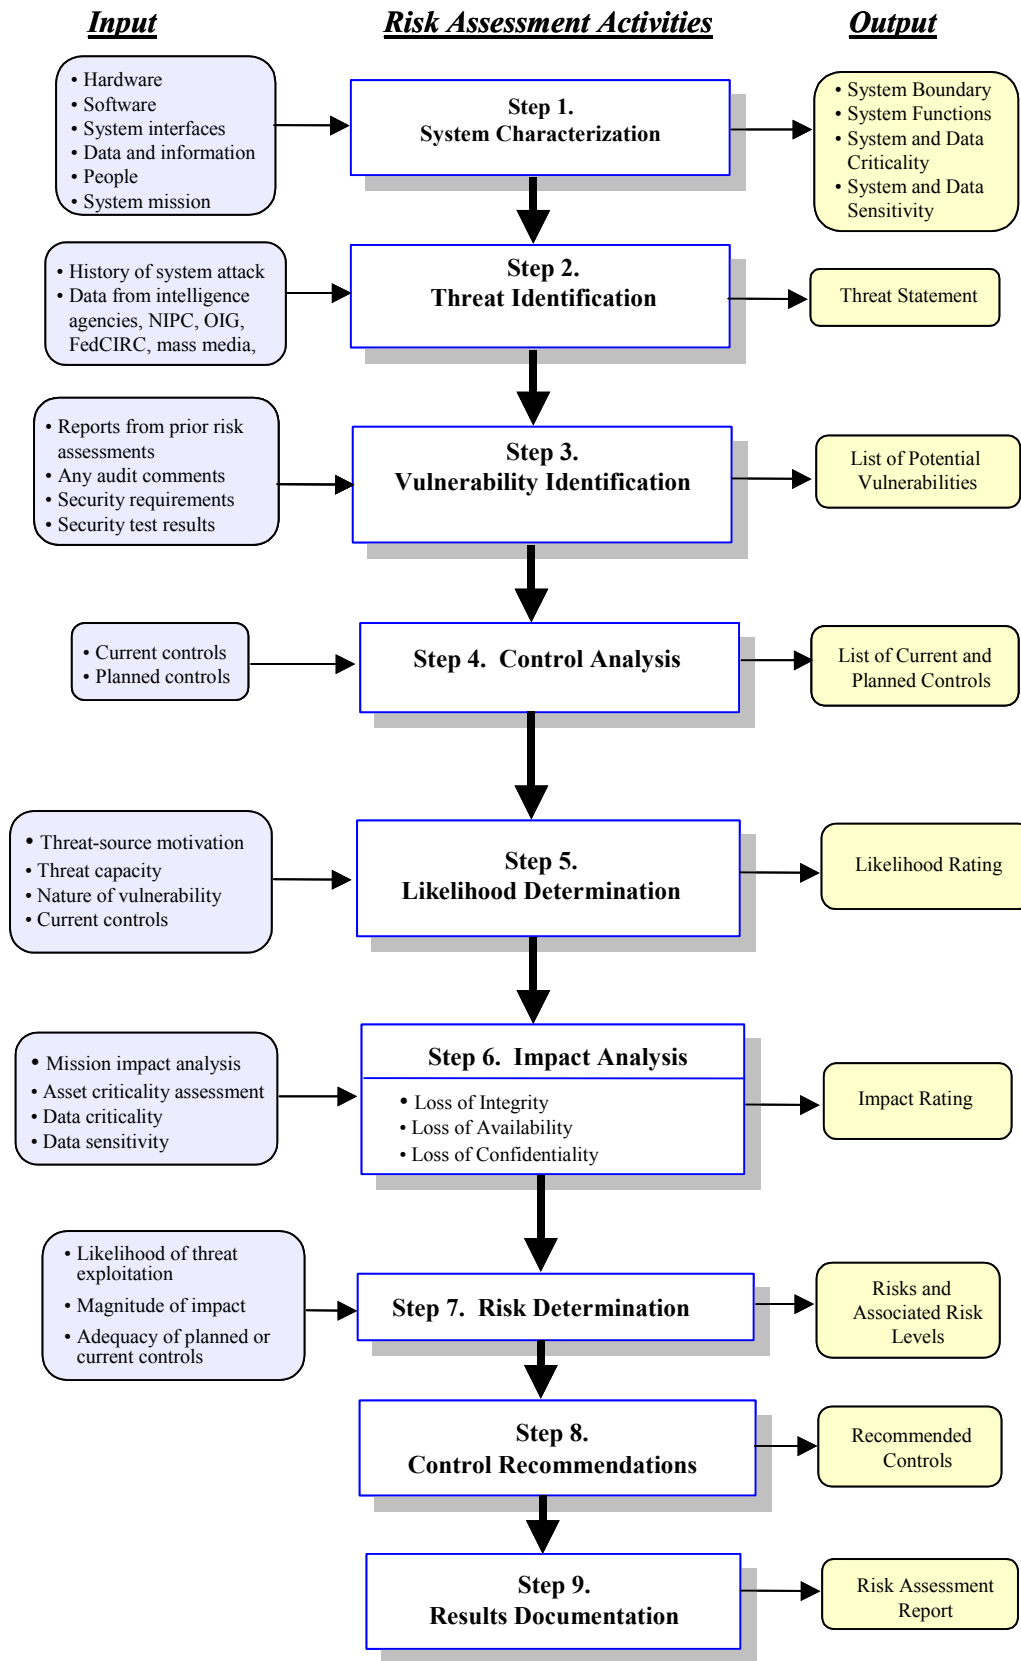 Input
Risk Assessment Activities
Output
• Hardware
• Software
• System interfaces
• Data and information
• People
• System mission
Step 1.
System Characterization
• System Boundary
• System Functions
• System and Data
Criticality
• System and Data
Sensitivity
• History of system attack
• Data from intelligence
agencies, NIPC, OIG,
FedCIRC, mass media,
Step 2.
Threat Identification
Threat Statement
• Reports from prior risk
assessments
• Any audit comments
• Security requirements
• Security test results
Step 3.
Vulnerability Identification
List of Potential
Vulnerabilities
• Current controls
• Planned controls
Step 4. Control Analysis
List of Current and
Planned Controls
• Threat-source motivation
• Threat capacity
• Nature of vulnerability
• Current controls
Step 5.
Likelihood Determination
Likelihood Rating
• Mission impact analysis
• Asset criticality assessment
• Data criticality
• Data sensitivity
Step 6. Impact Analysis
• Loss of Integrity
• Loss of Availability
• Loss of Confidentiality
Impact Rating
• Likelihood of threat
exploitation
• Magnitude of impact
• Adequacy of planned or
current controls
Step 7. Risk Determination
Risks and
Associated Risk
Levels
Step 8.
Control Recommendations
Recommended
Controls
Step 9.
Results Documentation
Risk Assessment
Report